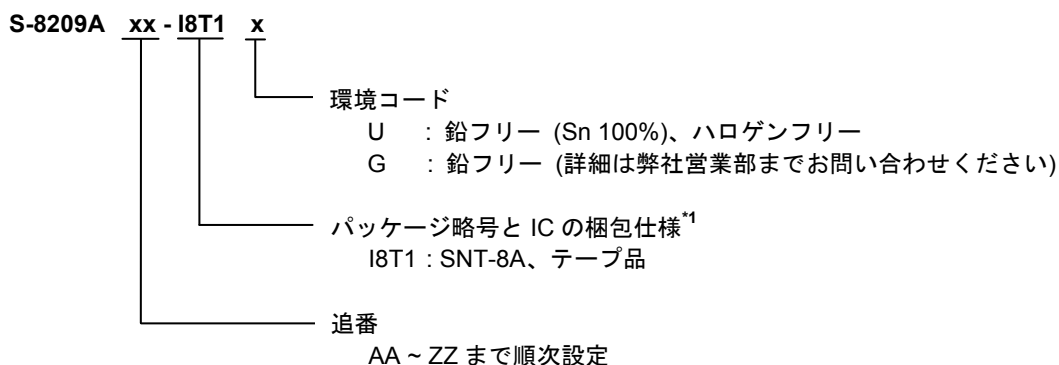 S-8209A xx - I8T1 x
環境コード
U : 鉛フリー (Sn 100%)、ハロゲンフリー
G : 鉛フリー (詳細は弊社営業部までお問い合わせください)
パッケージ略号と IC の梱包仕様*1
I8T1 : SNT-8A、テープ品
追番
AA ~ ZZ まで順次設定